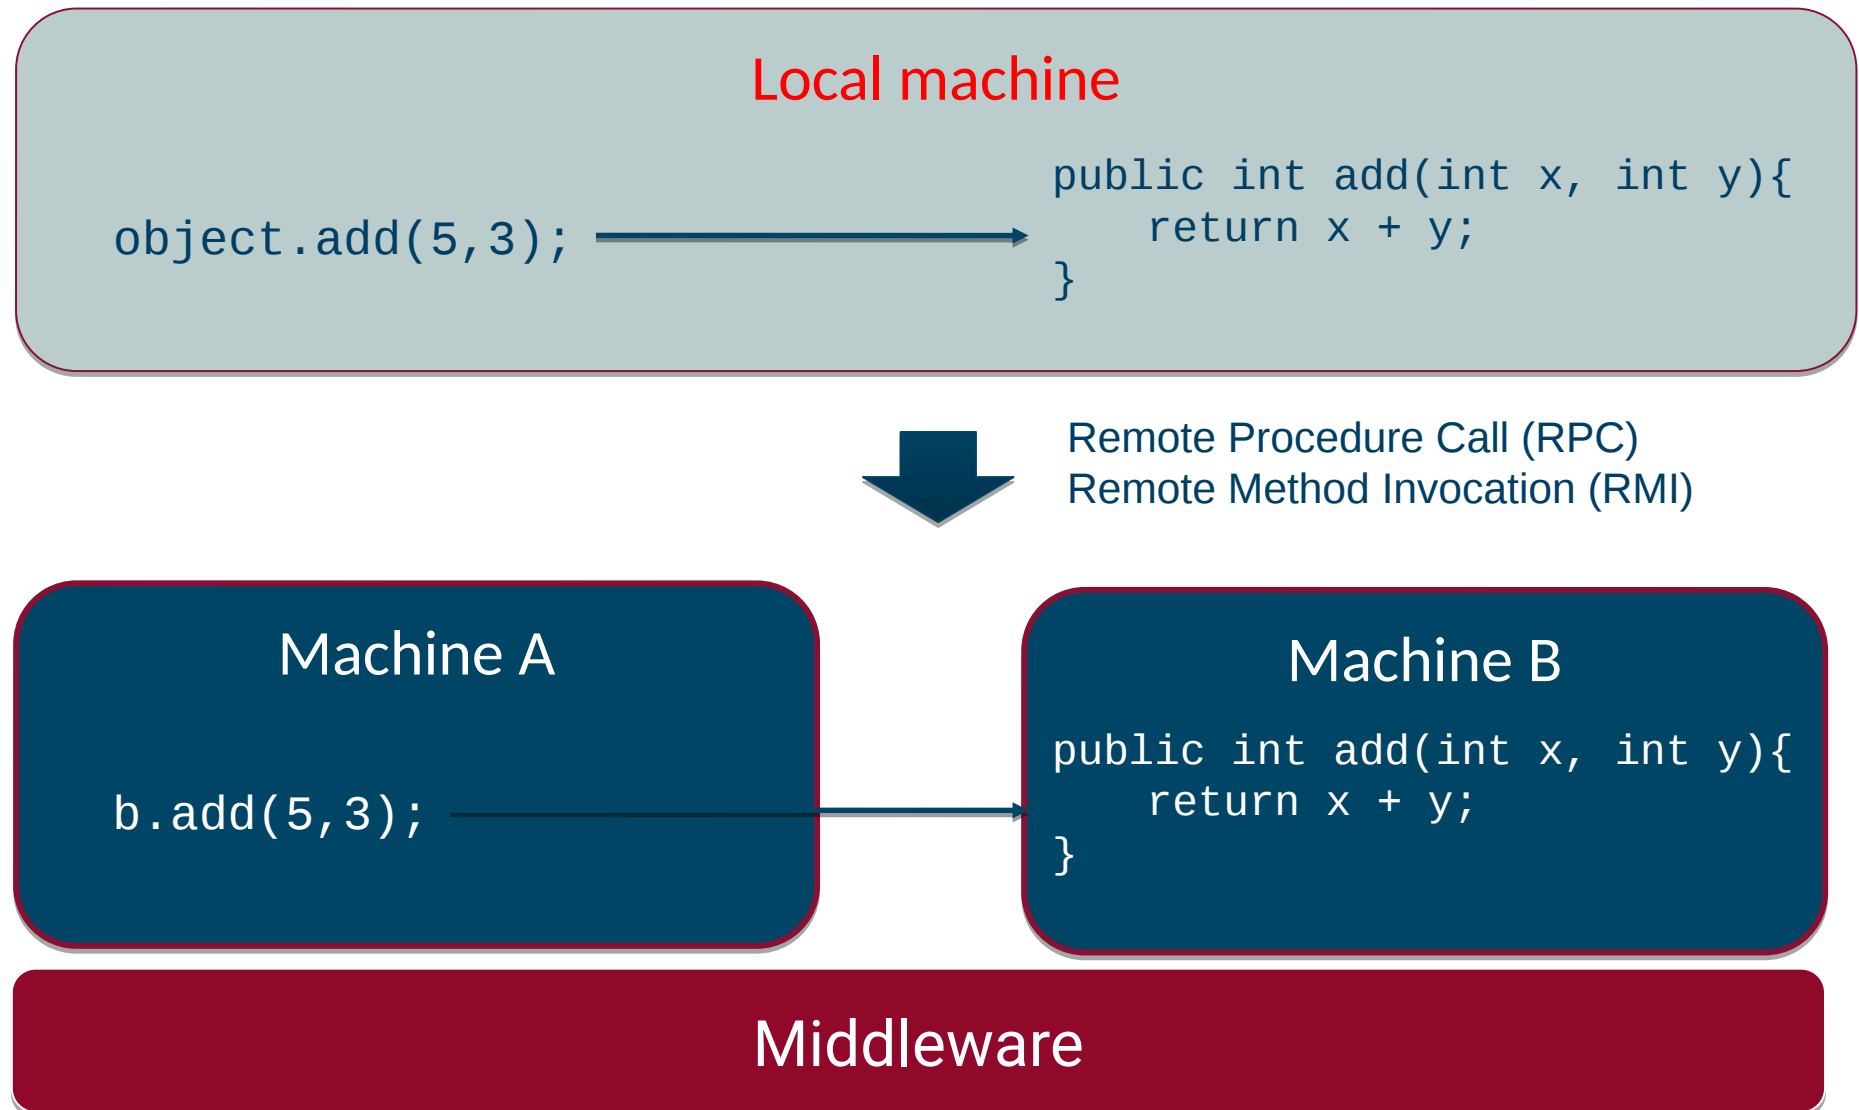 Local machine
public int add(int x, int y){
object.add(5,3);
return x + y;
}
Remote Procedure Call (RPC)
Remote Method Invocation (RMI)
Machine A
Machine B
public int add(int x, int y){
b.add(5,3);
return x + y;
}
Middleware